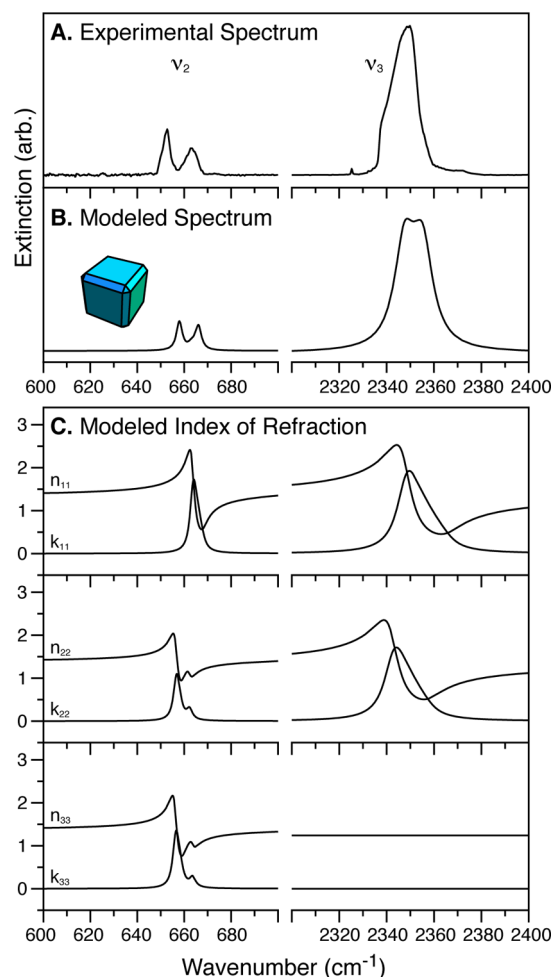 A. Experimental Spectrum
ν₂
ν₃
Extinction (arb.)
B. Modeled Spectrum
600 620 640 660 680 2320 2340 2360 2380 2400
C. Modeled Index of Refraction
3
2
1
0
n₁₁
k₁₁
3
2
1
0
n₂₂
k₂₂
3
2
1
0
n₃₃
k₃₃
600 620 640 660 680 2320 2340 2360 2380 2400
Wavenumber (cm⁻¹)